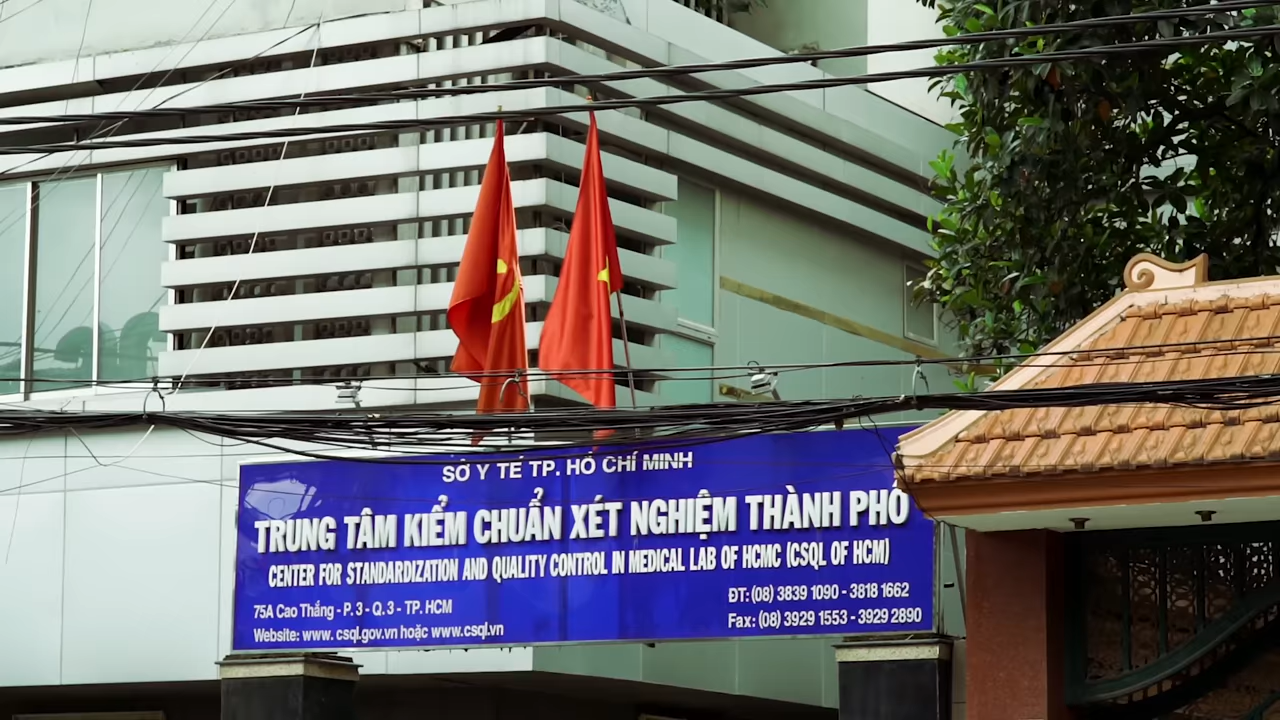 SỞ Y TẾ TP. HỒ CHÍ MINH
TRUNG TÂM KIỂM CHUẨN XÉT NGHIỆM THÀNH PHỐ
CENTER FOR STANDARDIZATION AND QUALITY CONTROL IN MEDICAL LAB OF HCMC (CSQL OF HCM)
75A Cao Thắng - P. 3 - Q. 3 - TP. HCM
ĐT: (08) 3839 1090 - 3818 1662
Website: www. csql.gov.vn hoặc www.csql.vn
Fax: (08) 3929 1553 - 3929 2890